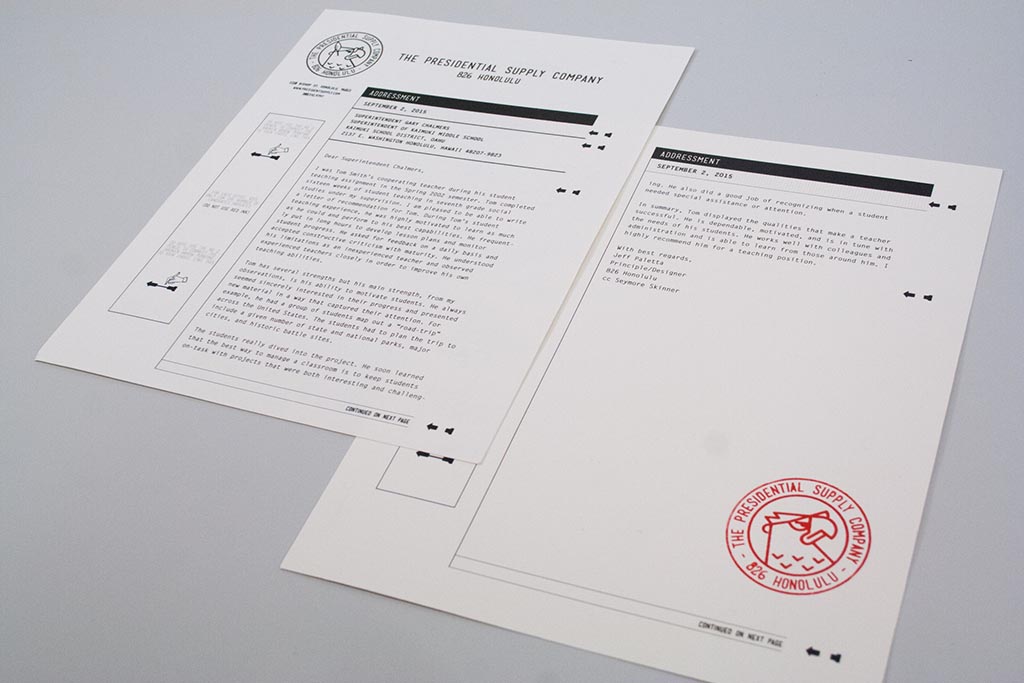 THE PRESIDENTIAL SUPPLY COMPANY
826 HONOLULU
THE PRESIDENTIAL SUPPLY COMPANY
826 HONOLULU
ADDRESSMENT
SEPTEMBER 2, 2015
SUPERINTENDENT GARY CHALMERS
SUPERINTENDENT OF KAIMUKI MIDDLE SCHOOL
KAIMUKI SCHOOL DISTRICT, OAHU
2137 E. WASHINGTON HONOLULU, HAWAII 48207-9823
Dear Superintendent Chalmers,
I was Tom Smith's cooperating teacher during his student
teaching assignment in the Spring 2015 semester. Tom completed
sixteen weeks of student teaching in seventh grade social
studies under my supervision. I am pleased to be able to write
a letter of recommendation for Tom. During Tom's student
teaching experience, he was highly motivated to learn as much
as he could and perform to his best capabilities. He frequent-
ly put in long hours to develop lesson plans and monitor
student progress. He asked for feedback on a daily basis and
accepted constructive criticism with maturity. He understood
his limitations as an inexperienced teacher and observed
experienced teachers closely in order to improve his own
teaching abilities.
Tom has several strengths but his main strength, from my
observations, is his ability to motivate students. He always
seemed sincerely interested in their progress and presented
new material in a way that captured their attention. For
example, he had a group of students map out a "road-trip"
across the United States. The students had to plan the trip to
include a given number of state and national parks, major
cities, and historic battle sites.
The students really dived into the project. He soon learned
that the best way to manage a classroom is to keep students
on-task with projects that were both interesting and challeng.
CONTINUED ON NEXT PAGE
ADDRESSMENT
SEPTEMBER 2, 2015
ing. He also did a good job of recognizing when a student
needed special assistance or attention.
In summary, Tom displayed the qualities that make a teacher
successful. He is dependable, motivated, and is in tune with
the needs of his students. He works well with colleagues and
administration and is able to learn from those around him. I
highly recommend him for a teaching position.
With best regards,
Jeff Paletta
Principle/Designer
826 Honolulu
cc Seymore Skinner
THE PRESIDENTIAL SUPPLY COMPANY
- 826 HONOLULU -
CONTINUED ON NEXT PAGE